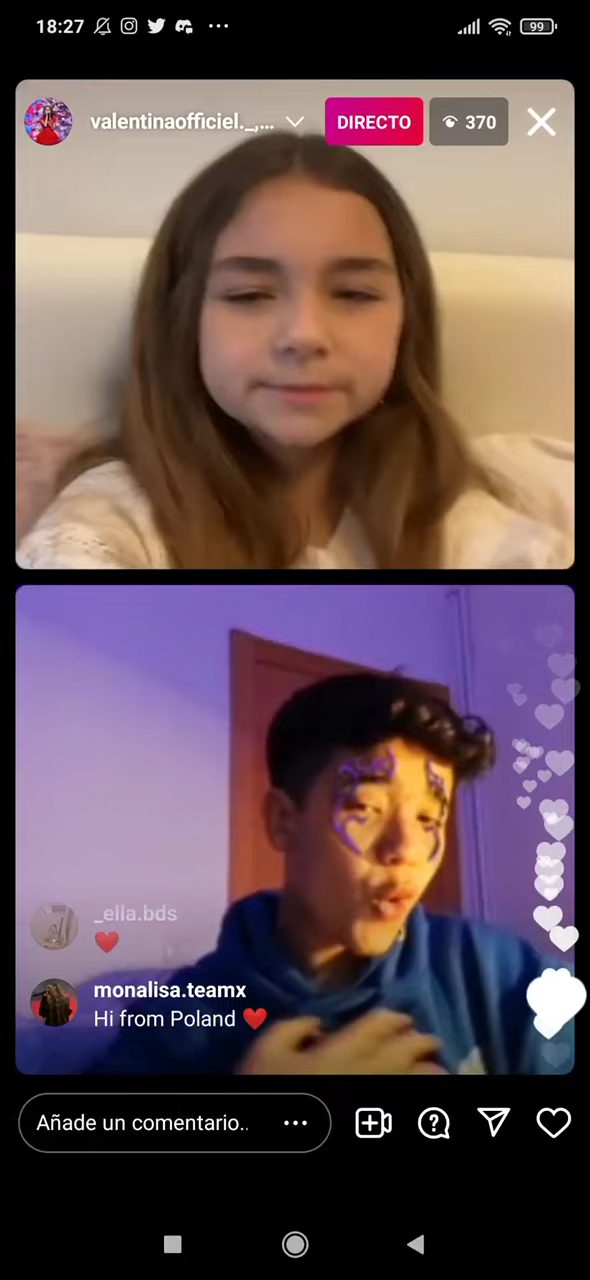 18:27
99
valentinaofficiel._,...
DIRECTO
370
_ella.bds
monalisa.teamx
Hi from Poland ❤️
Añade un comentario..